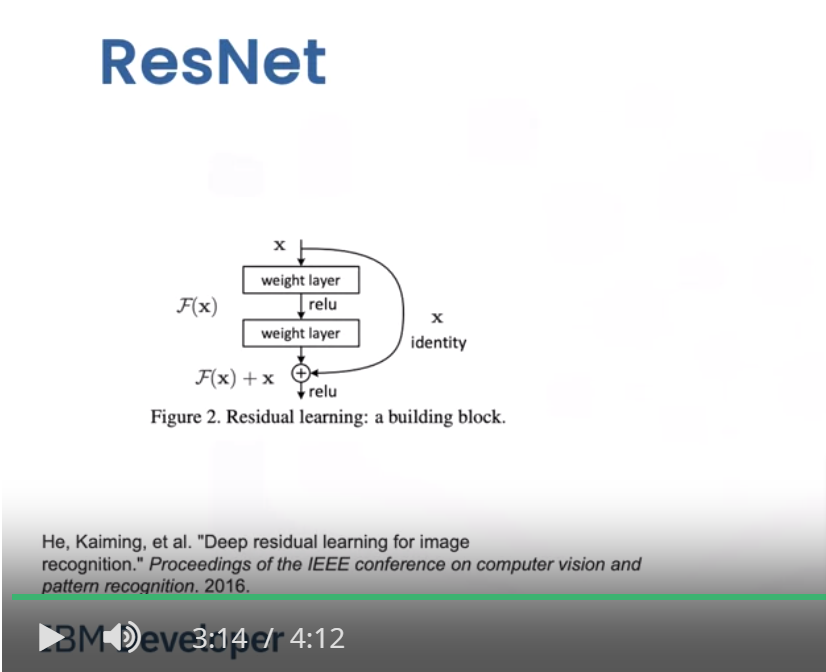 ResNet
x
weight layer
F(x)
relu
weight layer
x
identity
F(x) + x
relu
Figure 2. Residual learning: a building block.
He, Kaiming, et al. "Deep residual learning for image
recognition." Proceedings of the IEEE conference on computer vision and
pattern recognition. 2016.
IBM Developer
3:14 / 4:12